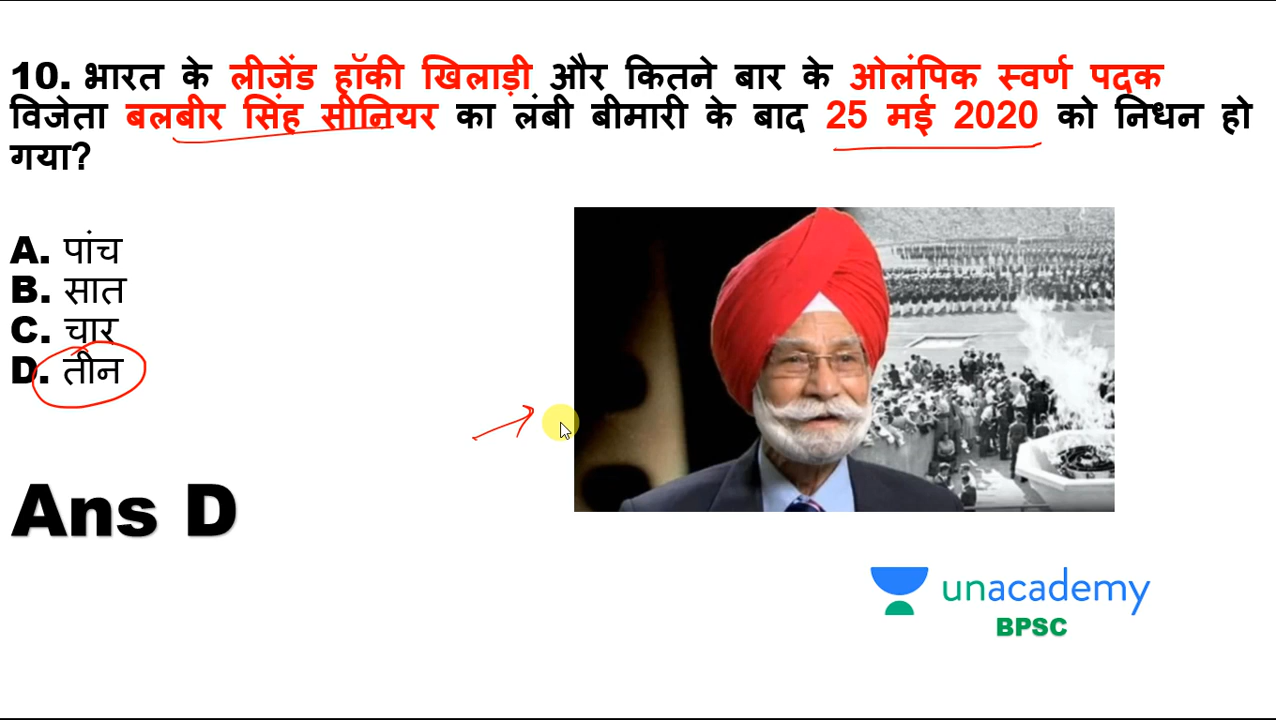 10. भारत के लीज़ेंड हॉकी खिलाड़ी और कितने बार के ओलंपिक स्वर्ण पदक
विजेता बलबीर सिंह सीनियर का लंबी बीमारी के बाद 25 मई 2020 को निधन हो
गया?
A. पांच
B. सात
C. चार
D. तीन
Ans D
unacademy
BPSC